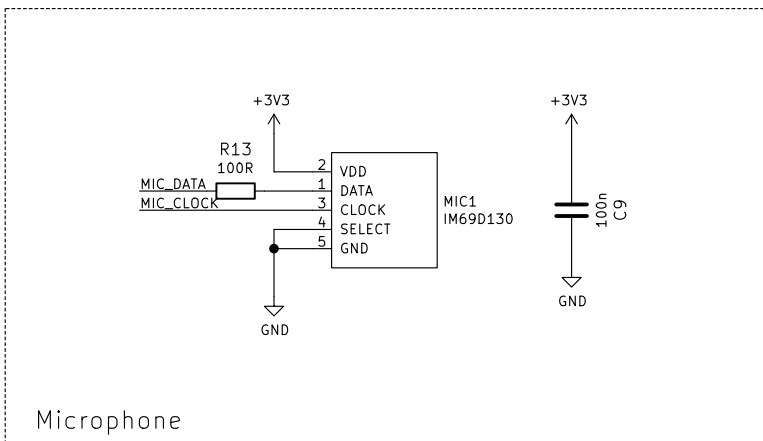 +3V3
+3V3
R13
100R
MIC_DATA
MIC_CLOCK
2 VDD
1 DATA
3 CLOCK
4 SELECT
5 GND
MIC1
IM69D130
100n
C9
GND
GND
Microphone